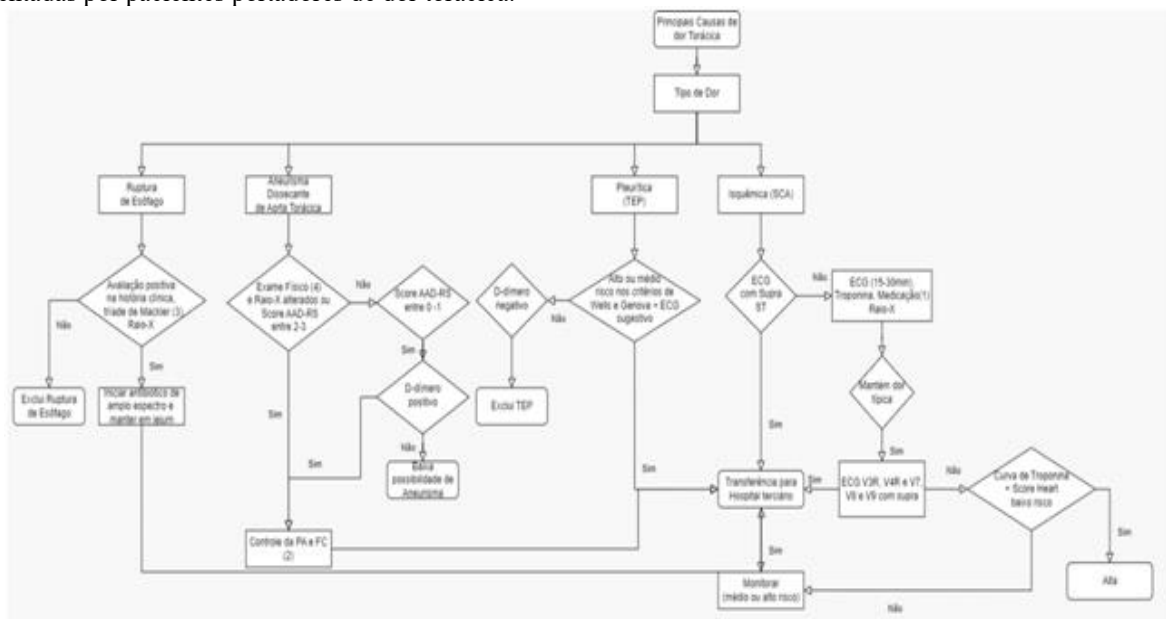 Principais Causas de
dor Torácica
Tipo de Dor
Ruptura
de Esôfago
Aneurisma
Dissecante
de Aorta Torácica
Pleurítica
(TEP)
Isquêmica (SCA)
Avaliação positiva
na história clínica,
tríade de Mackler (3),
Raio-X
Exame Físico (4)
e Raio-X alterados ou
Score AAD-RS
entre 2-3
Não
Score AAD-RS
entre 0 -1
D-dímero
negativo
Não
Alto ou médio
risco nos critérios de
Wells e Genova + ECG
sugestivo
ECG
com Supra
ST
Não
ECG (15-30min),
Troponina, Medicação(1)
Raio-X
Não
Sim
Exclui Ruptura
de Esôfago
Iniciar antibiótico de
amplo espectro e
manter em jejum
Sim
Sim
D-dímero
positivo
Não
Baixa
possibilidade de
Aneurisma
Sim
Exclui TEP
Mantém dor
típica
Sim
Sim
Sim
Transferência para
Hospital terciário
Sim
ECG V3R, V4R e V7,
V8 e V9 com supra
Não
Curva de Troponina
+ Score Heart
baixo risco
Controle da PA e FC
(2)
Sim
Monitorar
(médio ou alto risco)
Não
Sim
Alta